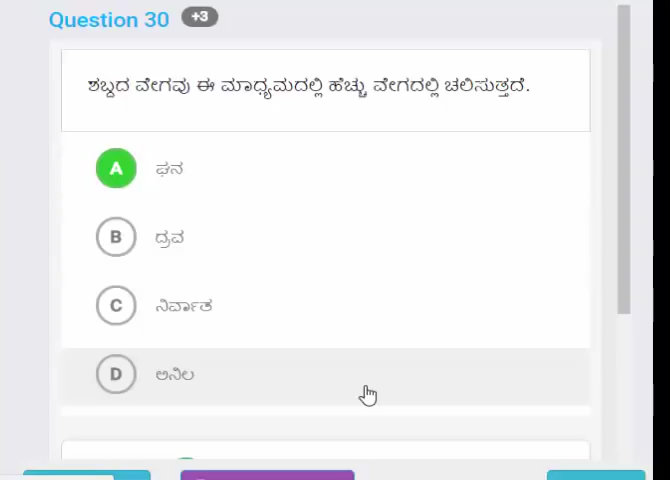 Question 30 +3
ಶಬ್ದದ ವೇಗವು ಈ ಮಾಧ್ಯಮದಲ್ಲಿ ಹೆಚ್ಚು ವೇಗದಲ್ಲಿ ಚಲಿಸುತ್ತದೆ.
A ಘನ
B ದ್ರವ
C ನಿರ್ವಾತ
D ಅನಿಲ